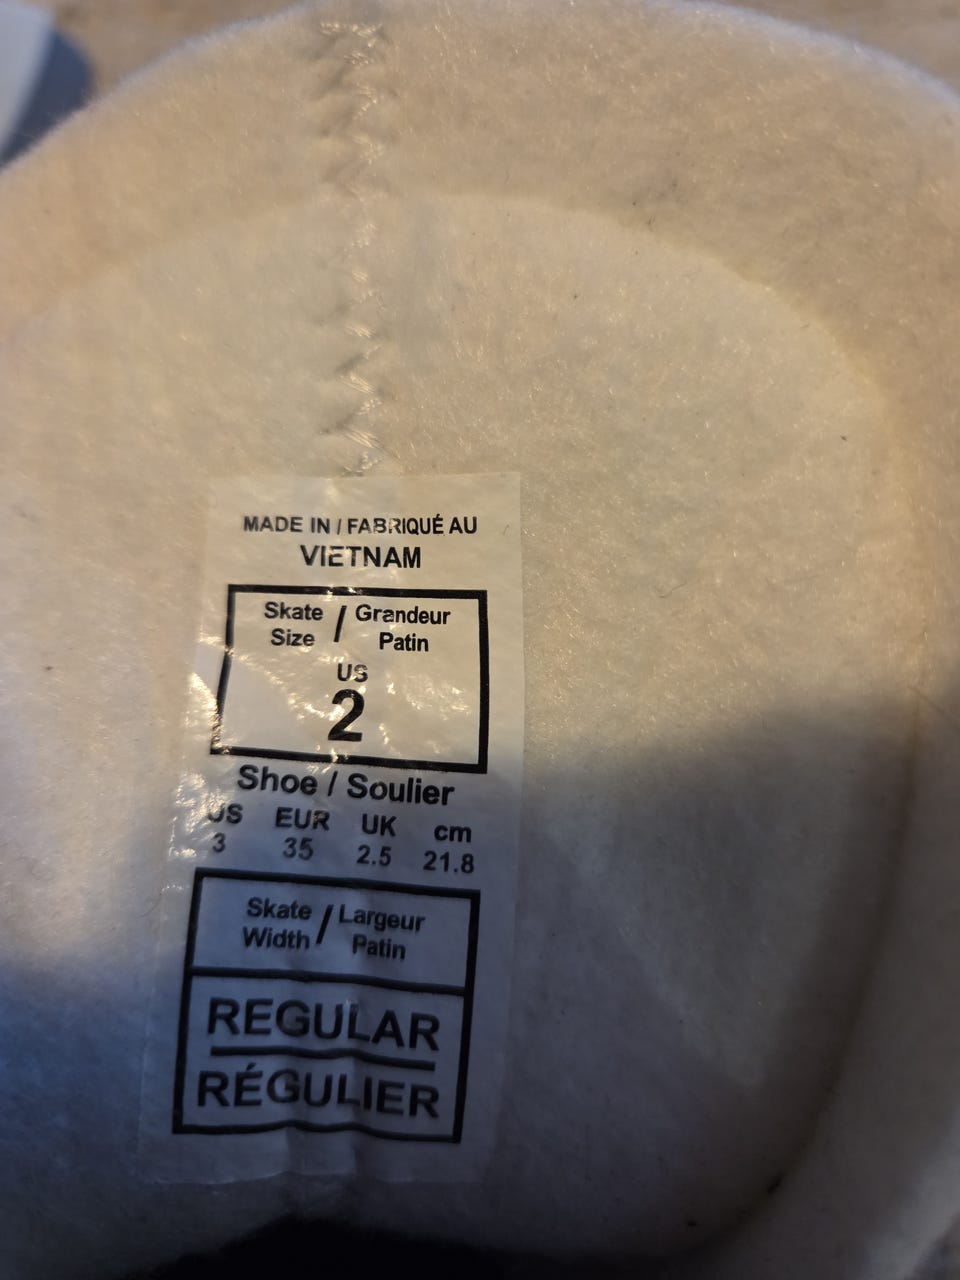 MADE IN / FABRIQUÉ AU
VIETNAM
Skate Size / Grandeur Patin
US
2
Shoe / Soulier
US EUR UK cm
3 35 2.5 21.8
Skate Width / Largeur Patin
REGULAR
RÉGULIER